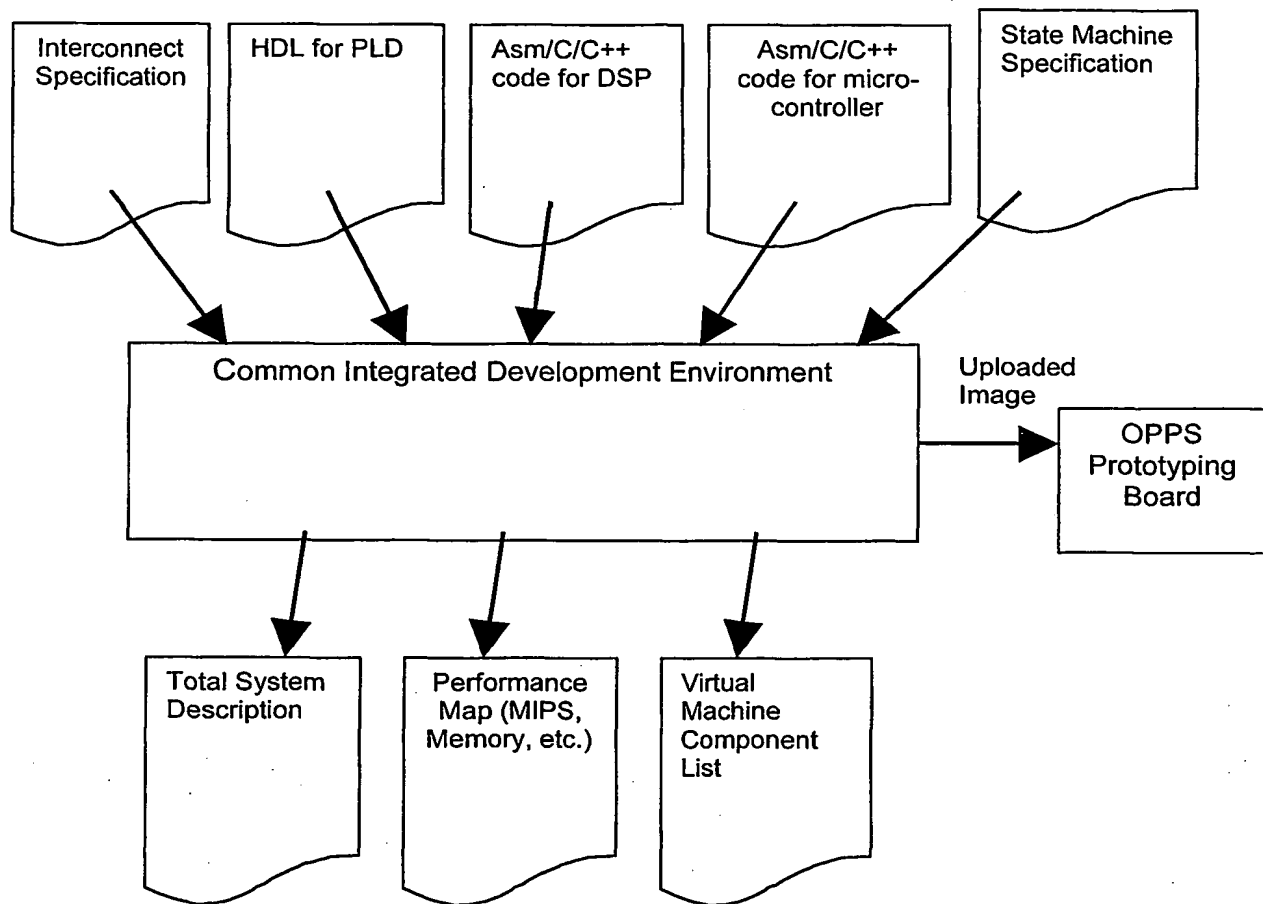 Interconnect
Specification
HDL for PLD
Asm/C/C++
code for DSP
Asm/C/C++
code for micro-
controller
State Machine
Specification
Common Integrated Development Environment
Uploaded
Image
OPPS
Prototyping
Board
Total System
Description
Performance
Map (MIPS,
Memory, etc.)
Virtual
Machine
Component
List